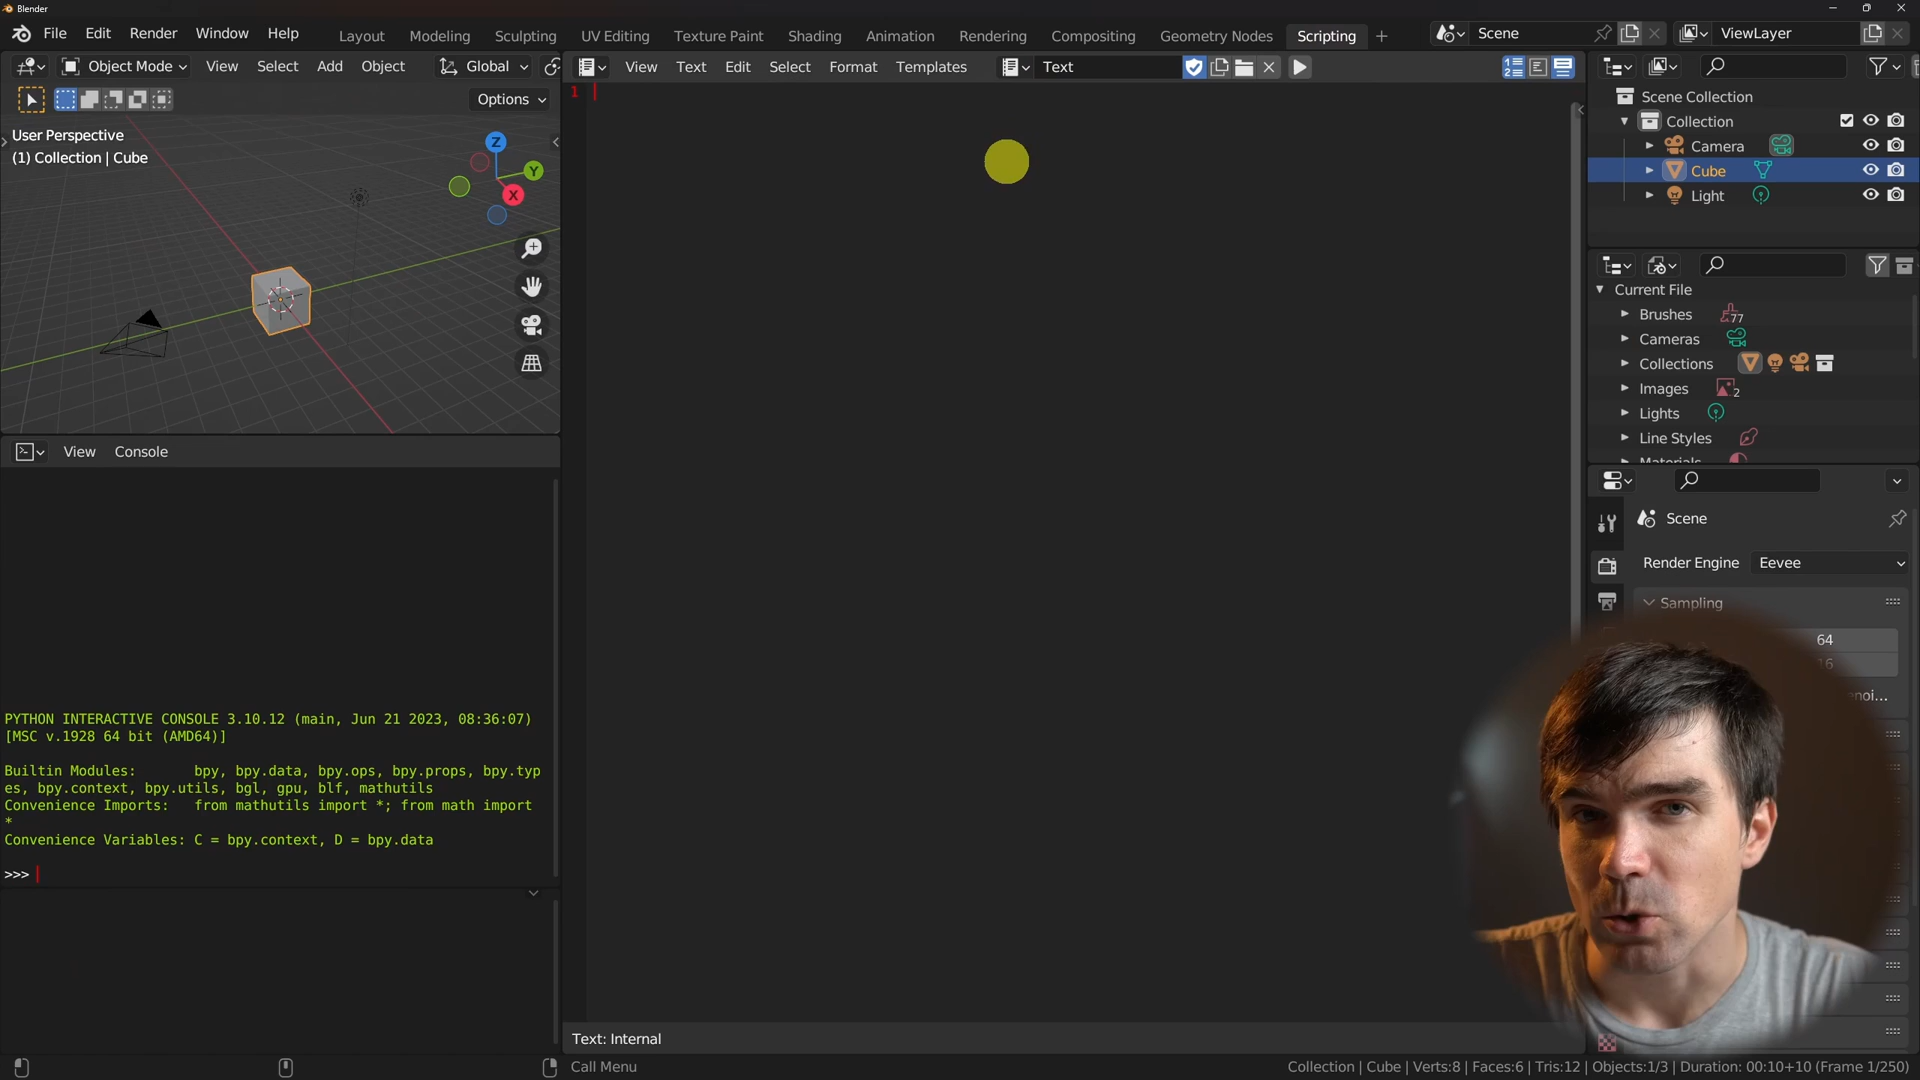 Blender
File Edit Render Window Help Layout Modeling Sculpting UV Editing Texture Paint Shading Animation Rendering Compositing Geometry Nodes Scripting + Scene ViewLayer
Object Mode View Select Add Object Global
View Text Edit Select Format Templates Text
Options
1
User Perspective
(1) Collection | Cube
Z
Y
X
Scene Collection
Collection
Camera
Cube
Light
Current File
Brushes 77
Cameras
Collections
Images 2
Lights
Line Styles
Materials
View Console
Scene
Render Engine Eevee
Sampling
64
16
enoi...
PYTHON INTERACTIVE CONSOLE 3.10.12 (main, Jun 21 2023, 08:36:07)
[MSC v.1928 64 bit (AMD64)]
Builtin Modules: bpy, bpy.data, bpy.ops, bpy.props, bpy.typ
es, bpy.context, bpy.utils, bgl, gpu, blf, mathutils
Convenience Imports: from mathutils import *; from math import
*
Convenience Variables: C = bpy.context, D = bpy.data
>>>
Text: Internal
Call Menu
Collection | Cube | Verts:8 | Faces:6 | Tris:12 | Objects:1/3 | Duration: 00:10+10 (Frame 1/250)